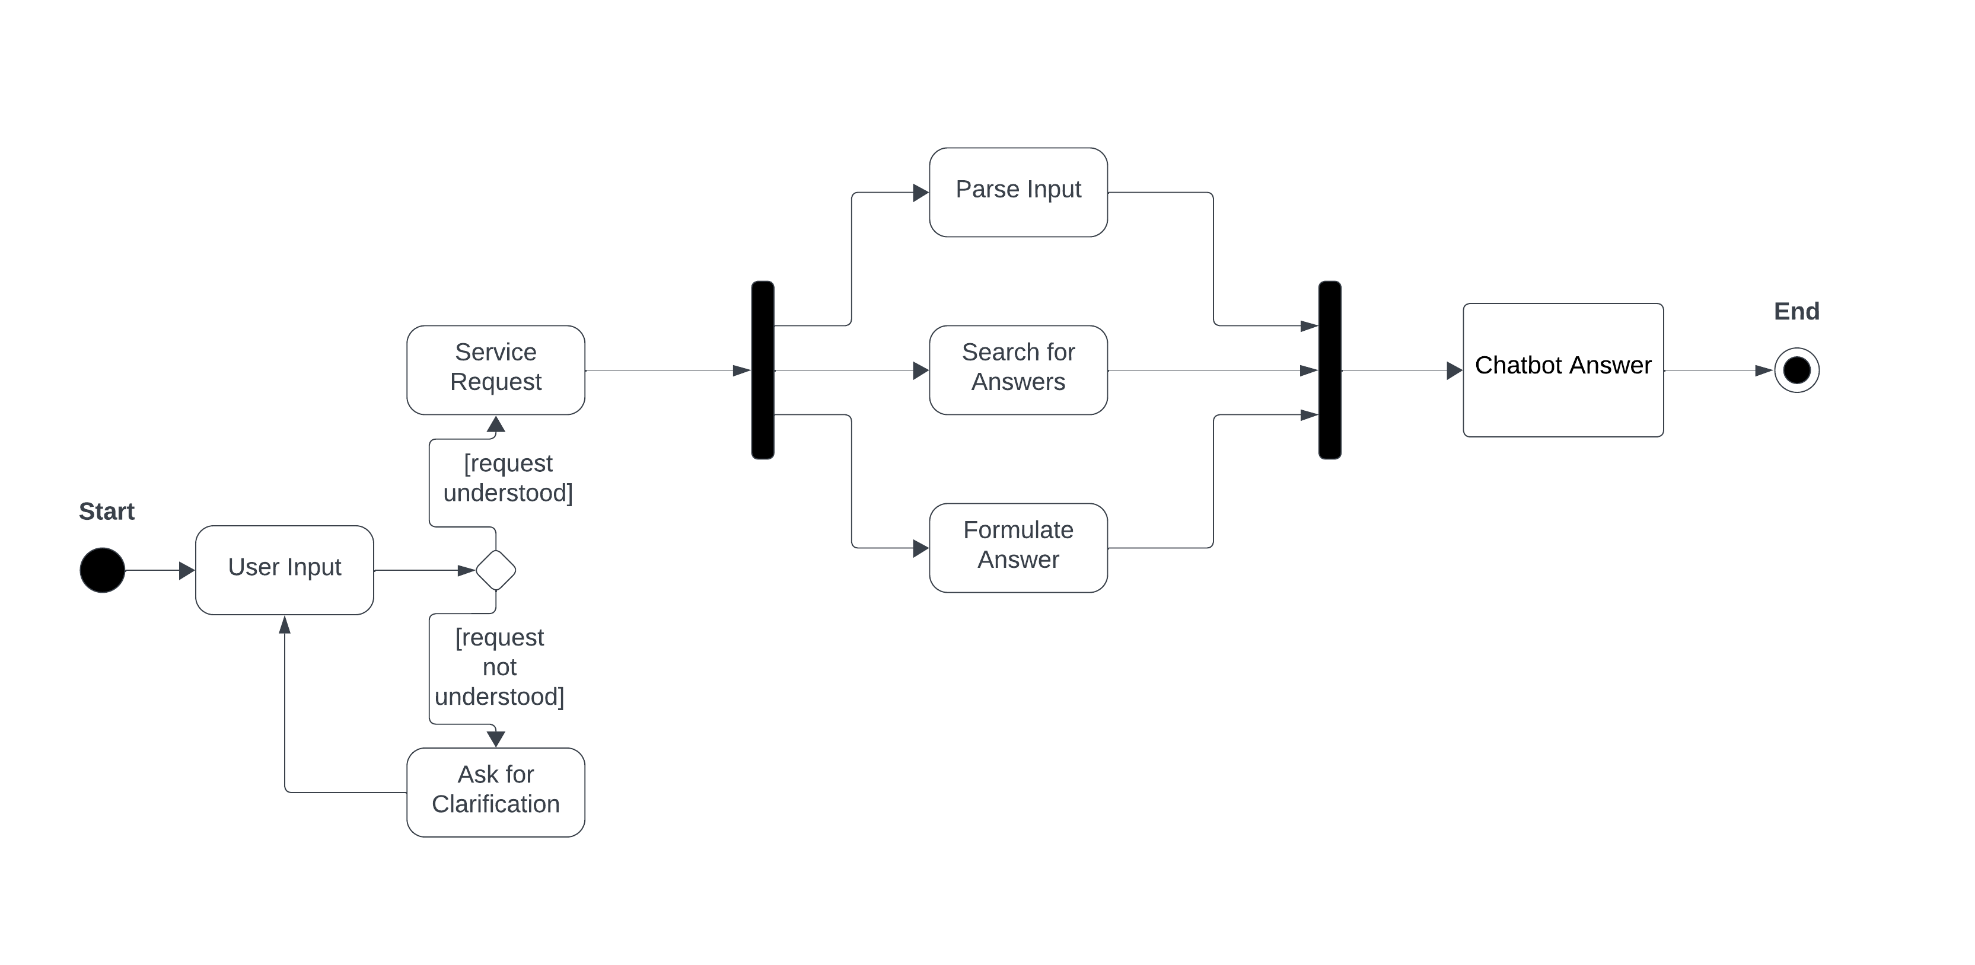 Start
User Input
[request
understood]
Service
Request
[request
not
understood]
Ask for
Clarification
Parse Input
Search for
Answers
Formulate
Answer
Chatbot Answer
End